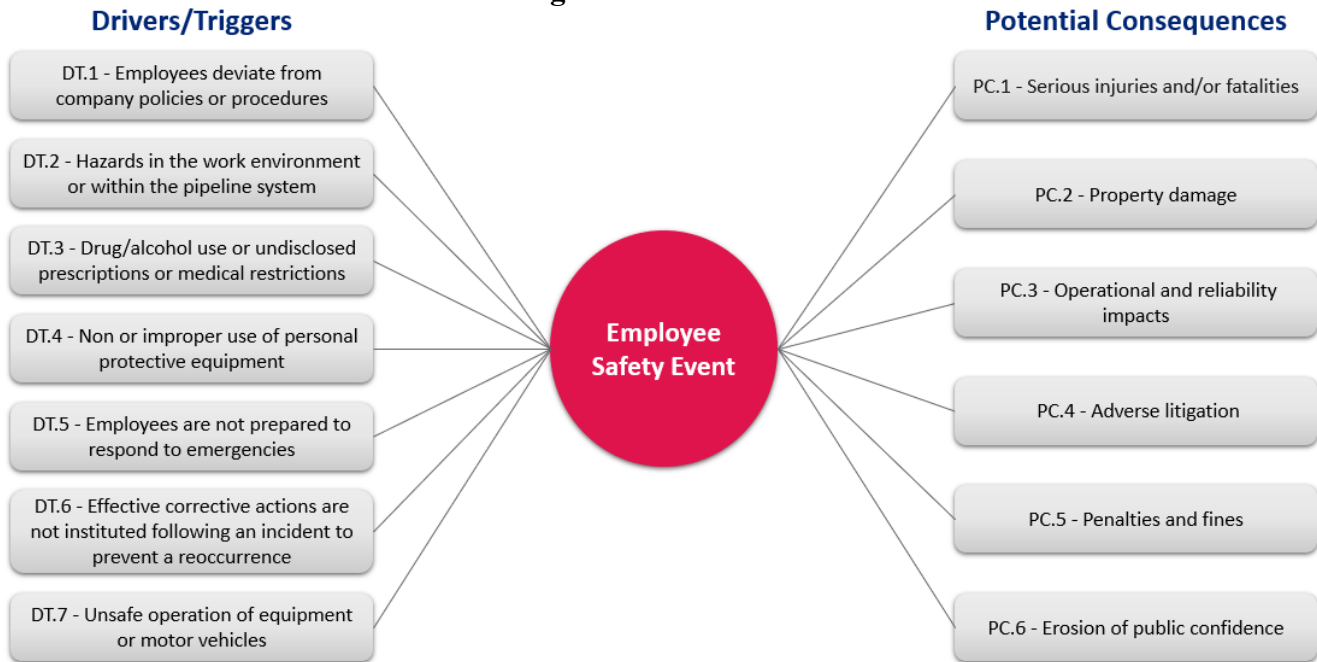 Drivers/Triggers
DT.1 - Employees deviate from
company policies or procedures
DT.2 - Hazards in the work environment
or within the pipeline system
DT.3 - Drug/alcohol use or undisclosed
prescriptions or medical restrictions
DT.4 - Non or improper use of personal
protective equipment
DT.5 - Employees are not prepared to
respond to emergencies
DT.6 - Effective corrective actions are
not instituted following an incident to
prevent a reoccurrence
DT.7 - Unsafe operation of equipment
or motor vehicles
Employee
Safety Event
Potential Consequences
PC.1 - Serious injuries and/or fatalities
PC.2 - Property damage
PC.3 - Operational and reliability
impacts
PC.4 - Adverse litigation
PC.5 - Penalties and fines
PC.6 - Erosion of public confidence